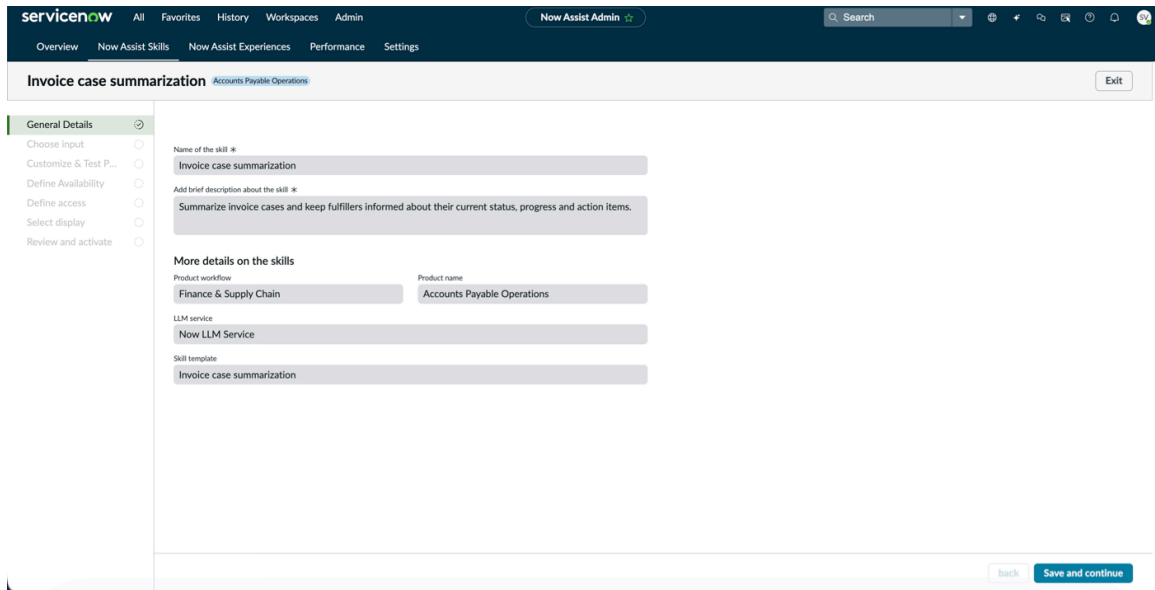 servicenow All Favorites History Workspaces Admin Now Assist Admin ☆ Search SV
Overview Now Assist Skills Now Assist Experiences Performance Settings
Invoice case summarization Accounts Payable Operations Exit
General Details
Choose input
Customize & Test P...
Define Availability
Define access
Select display
Review and activate
Name of the skill *
Invoice case summarization
Add brief description about the skill *
Summarize invoice cases and keep fulfillers informed about their current status, progress and action items.
More details on the skills
Product workflow Product name
Finance & Supply Chain Accounts Payable Operations
LLM service
Now LLM Service
Skill template
Invoice case summarization
back Save and continue